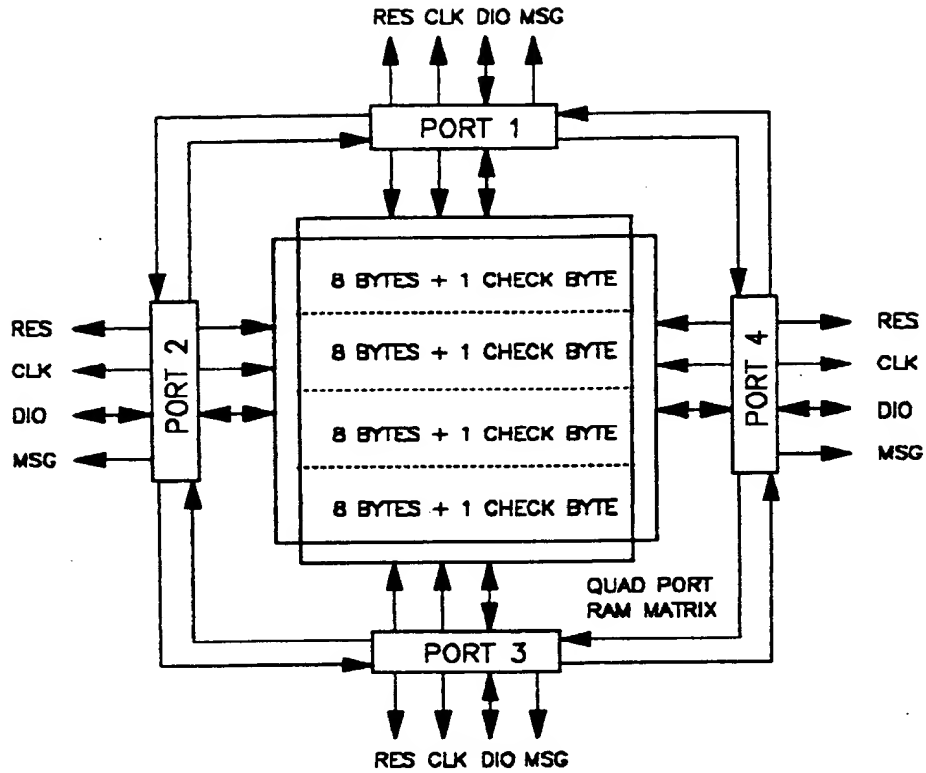 RES CLK DIO MSG
PORT 1
8 BYTES + 1 CHECK BYTE
8 BYTES + 1 CHECK BYTE
8 BYTES + 1 CHECK BYTE
8 BYTES + 1 CHECK BYTE
RES
CLK
DIO
MSG
PORT 2
PORT 4
RES
CLK
DIO
MSG
QUAD PORT
RAM MATRIX
PORT 3
RES CLK DIO MSG